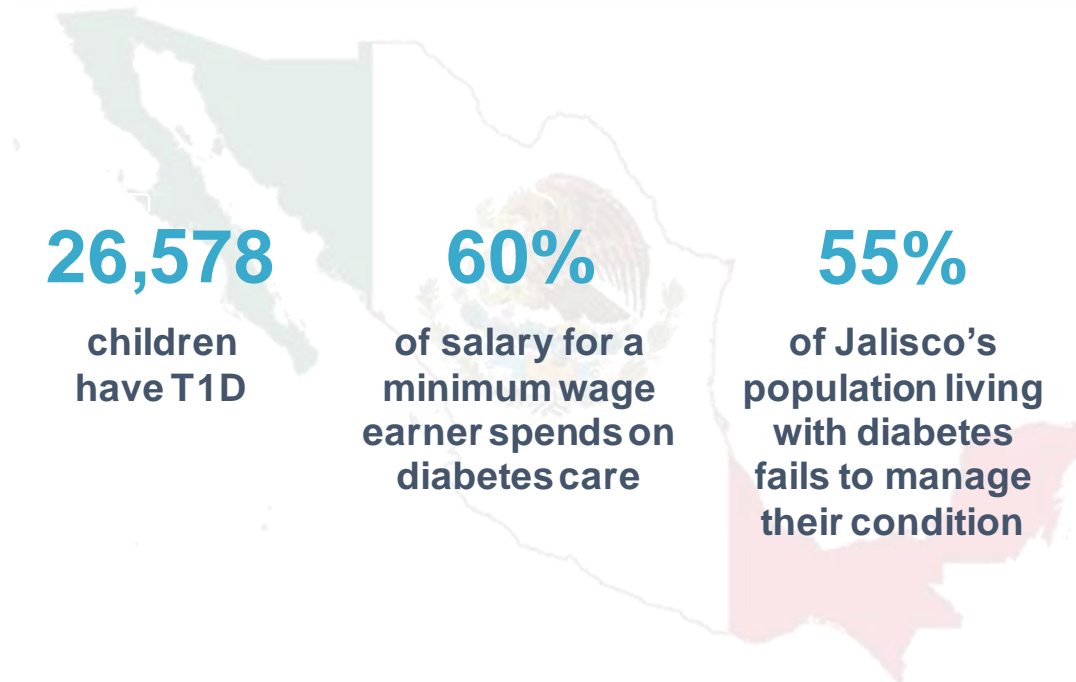 26,578
children
have T1D
60%
of salary for a
minimum wage
earner spends on
diabetes care
55%
of Jalisco’s
population living
with diabetes
fails to manage
their condition